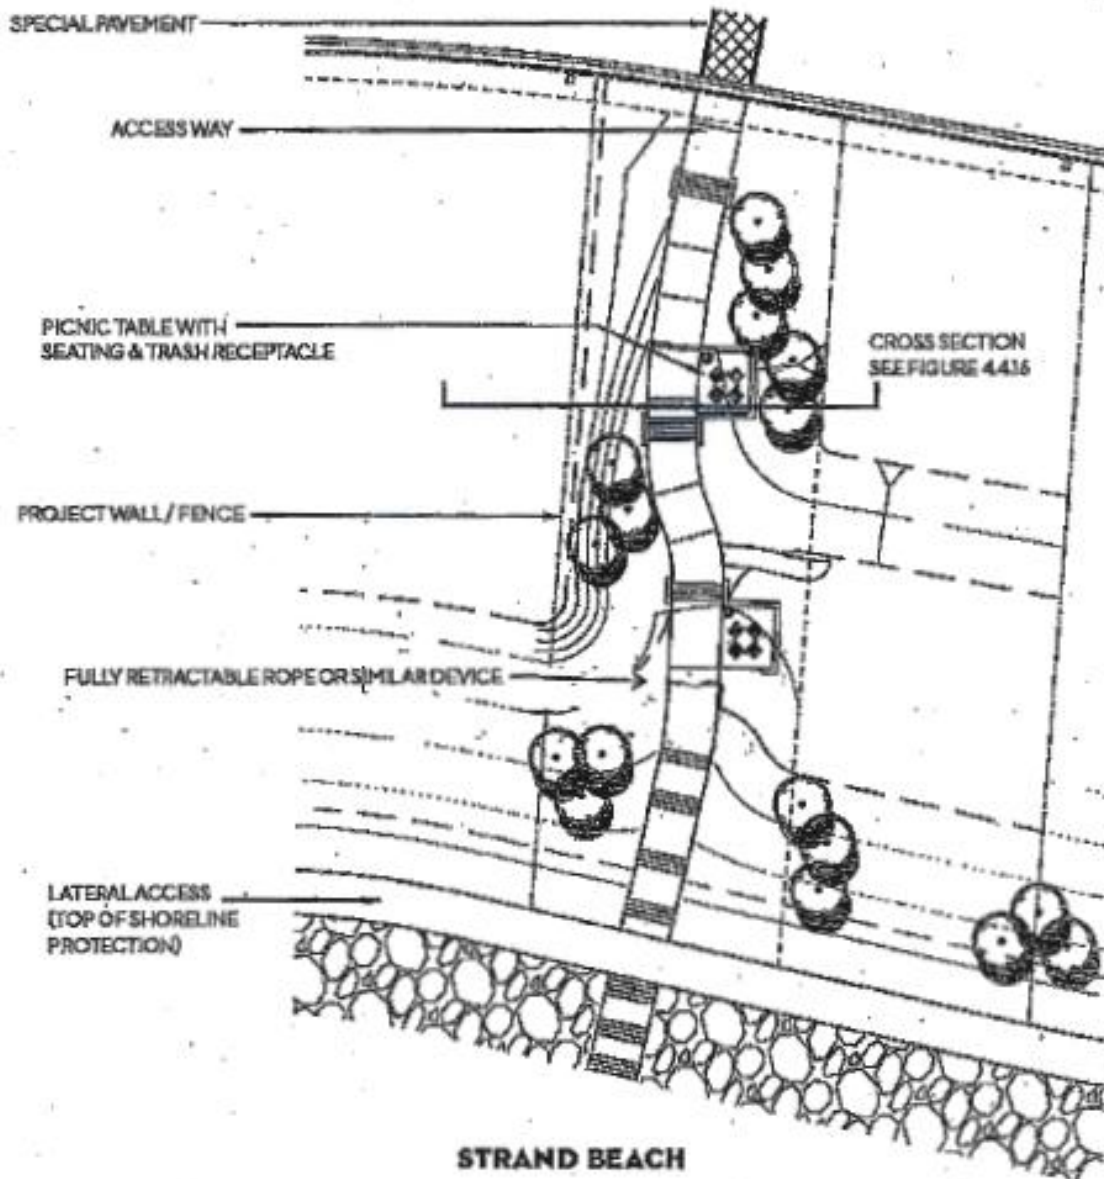 SPECIAL PAVEMENT
ACCESS WAY
PICNIC TABLE WITH
SEATING & TRASH RECEPTACLE
CROSS SECTION
SEE FIGURE 4.4.16
PROJECT WALL / FENCE
FULLY RETRACTABLE ROPE OR SIMILAR DEVICE
LATERAL ACCESS
(TOP OF SHORELINE
PROTECTION)
STRAND BEACH